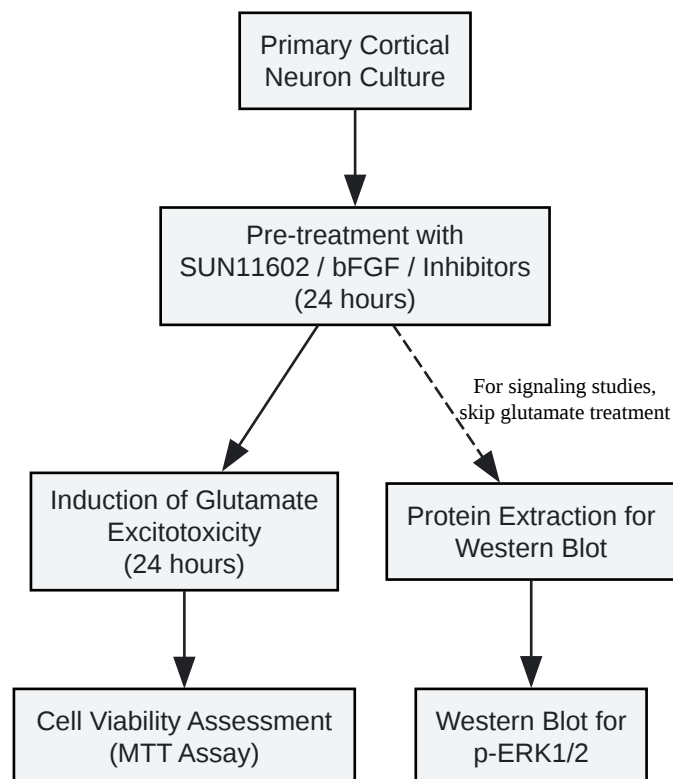 Primary Cortical
Neuron Culture
Pre-treatment with
SUN11602 / bFGF / Inhibitors
(24 hours)
For signaling studies,
skip glutamate treatment
Induction of Glutamate
Excitotoxicity
(24 hours)
Protein Extraction for
Western Blot
Cell Viability Assessment
(MTT Assay)
Western Blot for
p-ERK1/2